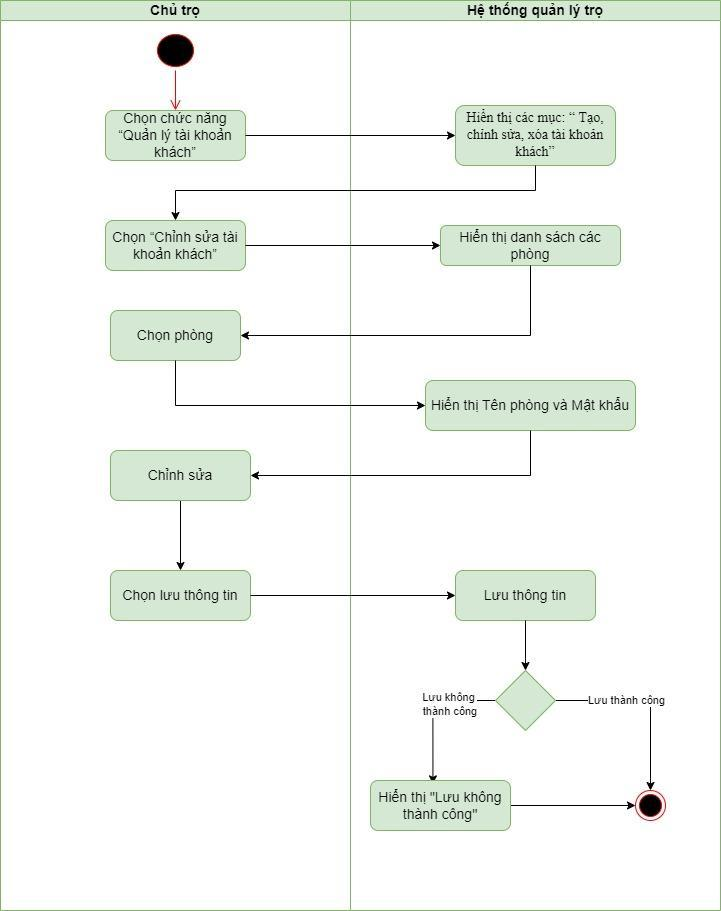 Chủ trọ
Hệ thống quản lý trọ
Chọn chức năng
“Quản lý tài khoản
khách”
Hiển thị các mục: “ Tạo,
chỉnh sửa, xóa tài khoản
khách”
Chọn “Chỉnh sửa tài
khoản khách”
Hiển thị danh sách các
phòng
Chọn phòng
Hiển thị Tên phòng và Mật khẩu
Chỉnh sửa
Chọn lưu thông tin
Lưu thông tin
Lưu không
thành công
Lưu thành công
Hiển thị "Lưu không
thành công"